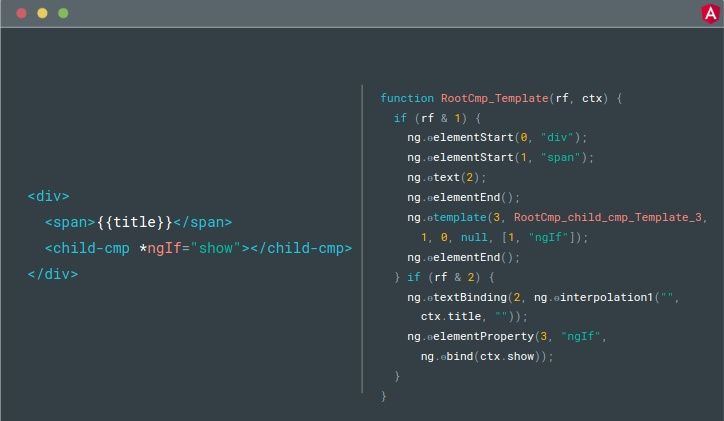 <div>
  <span>{{title}}</span>
  <child-cmp *ngIf="show"></child-cmp>
</div>
function RootCmp_Template(rf, ctx) {
  if (rf & 1) {
    ng.ɵelementStart(0, "div");
    ng.ɵelementStart(1, "span");
    ng.ɵtext(2);
    ng.ɵelementEnd();
    ng.ɵtemplate(3, RootCmp_child_cmp_Template_3,
      1, 0, null, [1, "ngIf"]);
    ng.ɵelementEnd();
  } if (rf & 2) {
    ng.ɵtextBinding(2, ng.ɵinterpolation1("",
      ctx.title, ""));
    ng.ɵelementProperty(3, "ngIf",
      ng.ɵbind(ctx.show));
  }
}
A